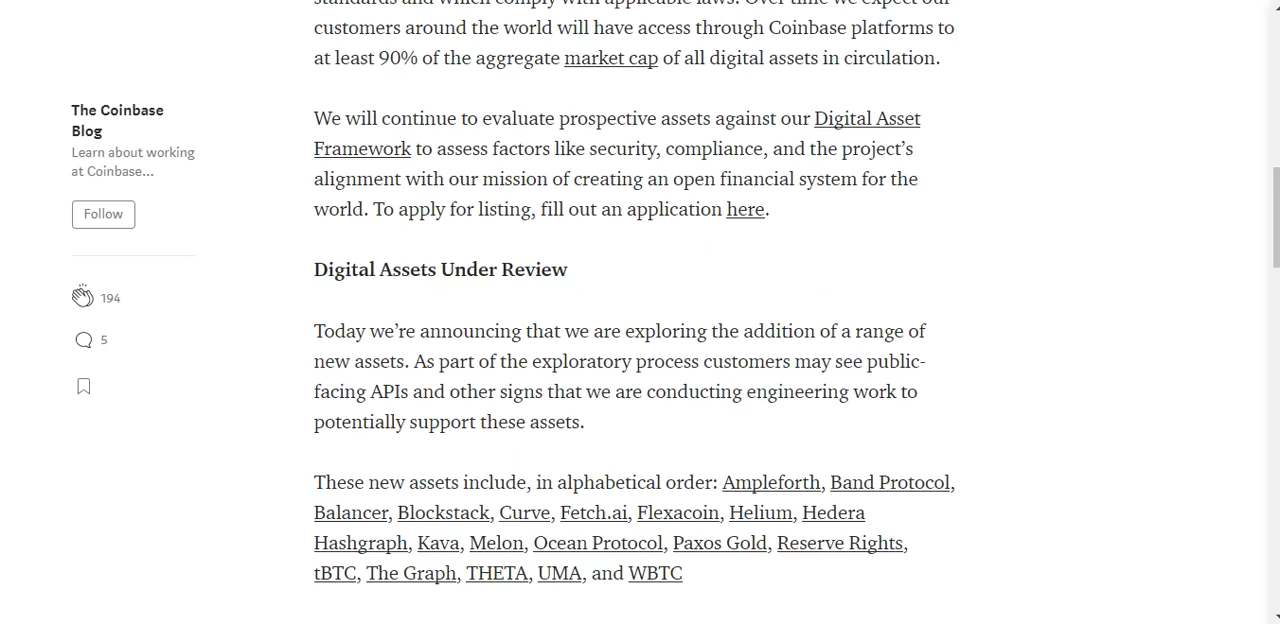 standards and which comply with applicable laws. Over time we expect our
customers around the world will have access through Coinbase platforms to
at least 90% of the aggregate market cap of all digital assets in circulation.
The Coinbase
Blog
Learn about working
at Coinbase...
Follow
194
5
We will continue to evaluate prospective assets against our Digital Asset
Framework to assess factors like security, compliance, and the project’s
alignment with our mission of creating an open financial system for the
world. To apply for listing, fill out an application here.
Digital Assets Under Review
Today we’re announcing that we are exploring the addition of a range of
new assets. As part of the exploratory process customers may see public-
facing APIs and other signs that we are conducting engineering work to
potentially support these assets.
These new assets include, in alphabetical order: Ampleforth, Band Protocol,
Balancer, Blockstack, Curve, Fetch.ai, Flexacoin, Helium, Hedera
Hashgraph, Kava, Melon, Ocean Protocol, Paxos Gold, Reserve Rights,
tBTC, The Graph, THETA, UMA, and WBTC